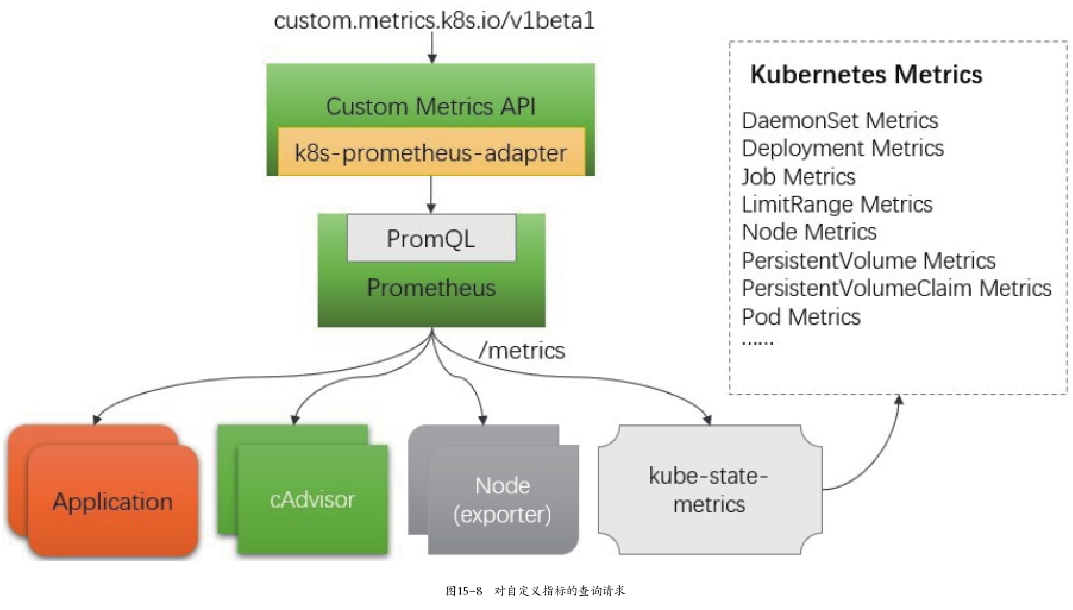 custom.metrics.k8s.io/v1beta1
Custom Metrics API
k8s-prometheus-adapter
PromQL
Prometheus
/metrics
Application
cAdvisor
Node
(exporter)
kube-state-
metrics
Kubernetes Metrics
DaemonSet Metrics
Deployment Metrics
Job Metrics
LimitRange Metrics
Node Metrics
PersistentVolume Metrics
PersistentVolumeClaim Metrics
Pod Metrics
......
图15-8 对自定义指标的查询请求